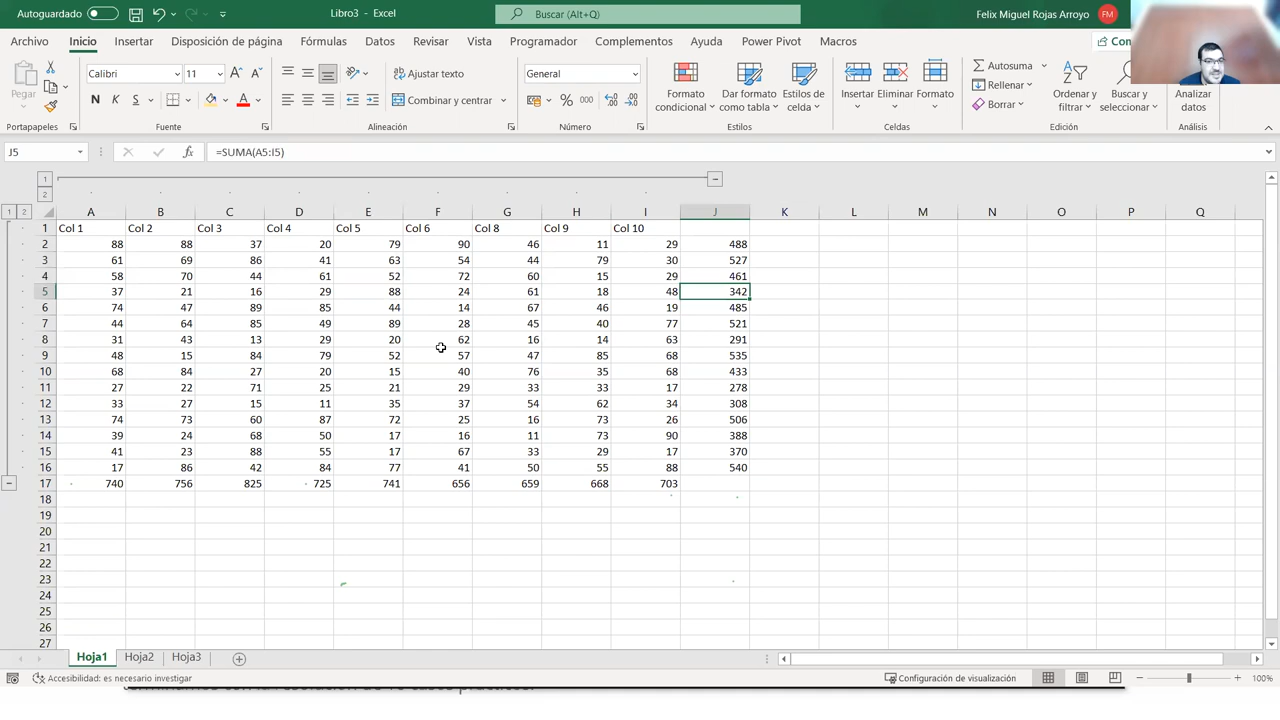 Autoguardado
Libro3 - Excel
Buscar (Alt+Q)
Felix Miguel Rojas Arroyo
FM
Archivo Inicio Insertar Disposición de página Fórmulas Datos Revisar Vista Programador Complementos Ayuda Power Pivot Macros
Pegar
Calibri 11
N K S
Ajustar texto
Combinar y centrar
General
% 000
Formato condicional
Dar formato como tabla
Estilos de celda
Insertar
Eliminar
Formato
Autosuma
Rellenar
Borrar
Ordenar y filtrar
Buscar y seleccionar
Analizar datos
Portapapeles Fuente Alineación Número Estilos Celdas Edición Análisis
J5 fx =SUMA(A5:I5)
1
2
1 2
A B C D E F G H I J K L M N O P Q
1 Col 1 Col 2 Col 3 Col 4 Col 5 Col 6 Col 8 Col 9 Col 10
2 88 88 37 20 79 90 46 11 29 488
3 61 69 86 41 63 54 44 79 30 527
4 58 70 44 61 52 72 60 15 29 461
5 37 21 16 29 88 24 61 18 48 342
6 74 47 89 85 44 14 67 46 19 485
7 44 64 85 49 89 28 45 40 77 521
8 31 43 13 29 20 62 16 14 63 291
9 48 15 84 79 52 57 47 85 68 535
10 68 84 27 20 15 40 76 35 68 433
11 27 22 71 25 21 29 33 33 17 278
12 33 27 15 11 35 37 54 62 34 308
13 74 73 60 87 72 25 16 73 26 506
14 39 24 68 50 17 16 11 73 90 388
15 41 23 88 55 17 67 33 29 17 370
16 17 86 42 84 77 41 50 55 88 540
17 740 756 825 725 741 656 659 668 703
18
19
20
21
22
23
24
25
26
27
Hoja1 Hoja2 Hoja3
Accesibilidad: es necesario investigar
Configuración de visualización
100%